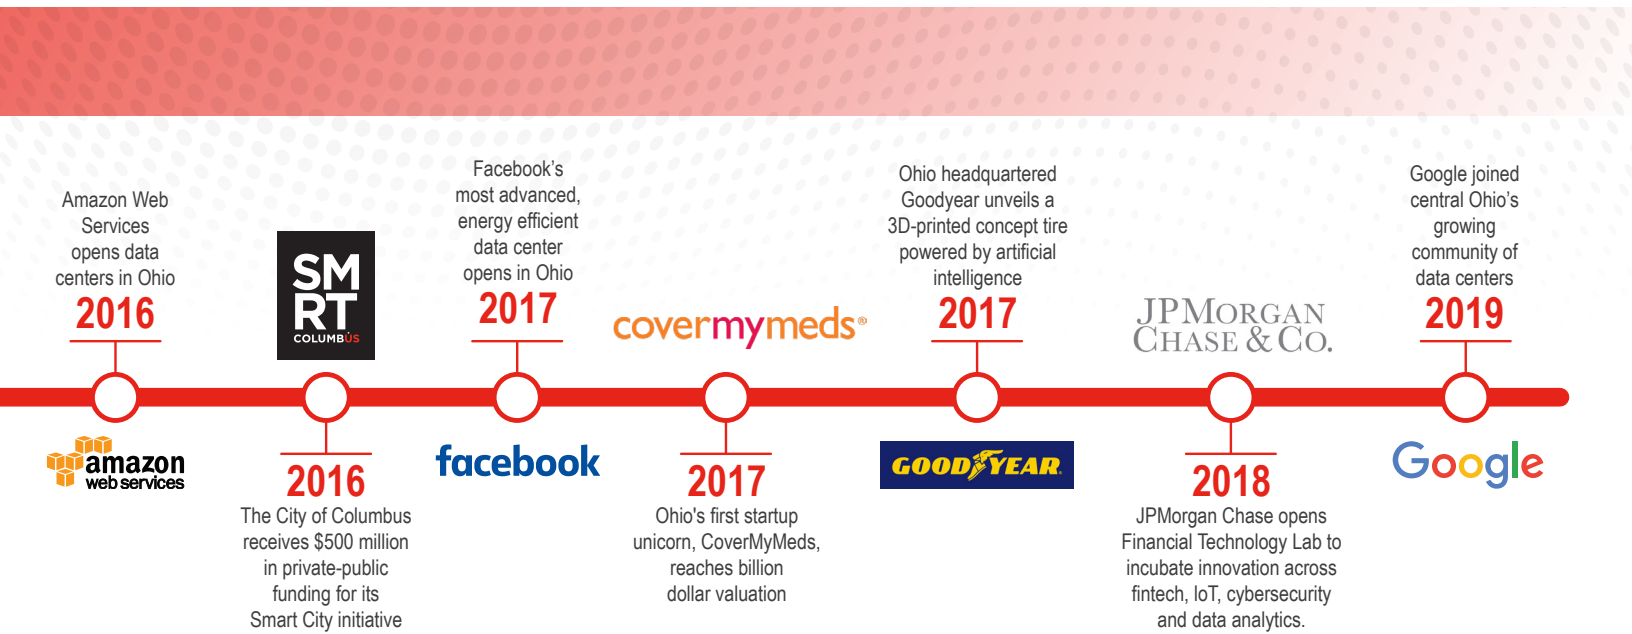 Amazon Web
Services
opens data
centers in Ohio
2016
amazon
web services
SM
RT
COLUMBUS
2016
The City of Columbus
receives $500 million
in private-public
funding for its
Smart City initiative
Facebook’s
most advanced,
energy efficient
data center
opens in Ohio
2017
facebook
covermymeds®
2017
Ohio's first startup
unicorn, CoverMyMeds,
reaches billion
dollar valuation
Ohio headquartered
Goodyear unveils a
3D-printed concept tire
powered by artificial
intelligence
2017
GOODYEAR
JPMORGAN
CHASE & CO.
2018
JPMorgan Chase opens
Financial Technology Lab to
incubate innovation across
fintech, IoT, cybersecurity
and data analytics.
Google joined
central Ohio’s
growing
community of
data centers
2019
Google